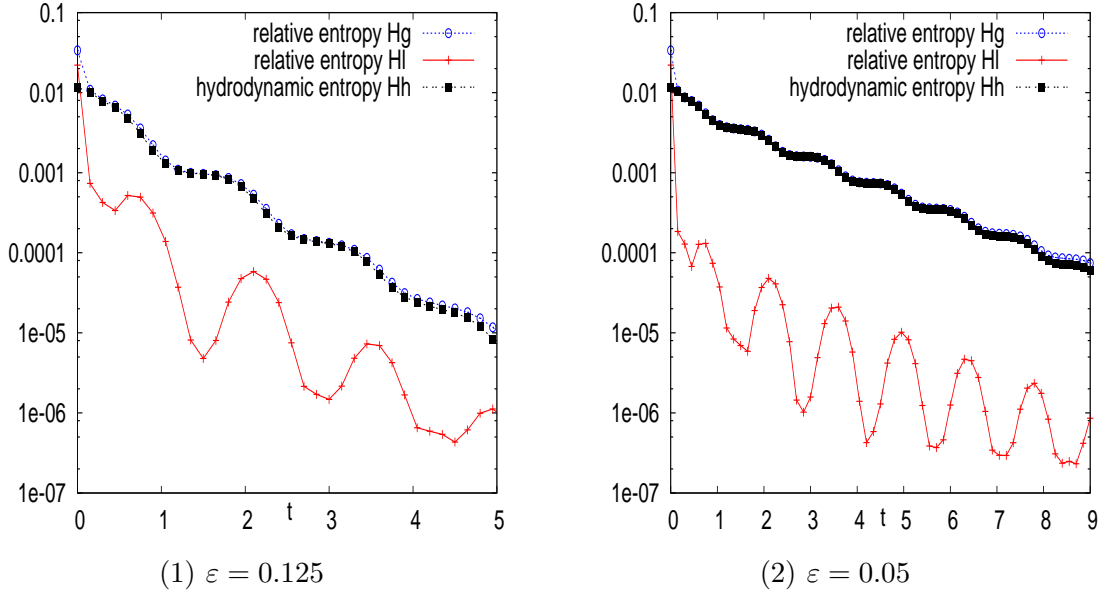 0.1
0.01
0.001
0.0001
1e-05
1e-06
1e-07
0 1 2 3 4 5
t
relative entropy Hg
relative entropy Hl
hydrodynamic entropy Hh
(1) ε = 0.125
0.1
0.01
0.001
0.0001
1e-05
1e-06
1e-07
0 1 2 3 4 5 6 7 8 9
t
relative entropy Hg
relative entropy Hl
hydrodynamic entropy Hh
(2) ε = 0.05